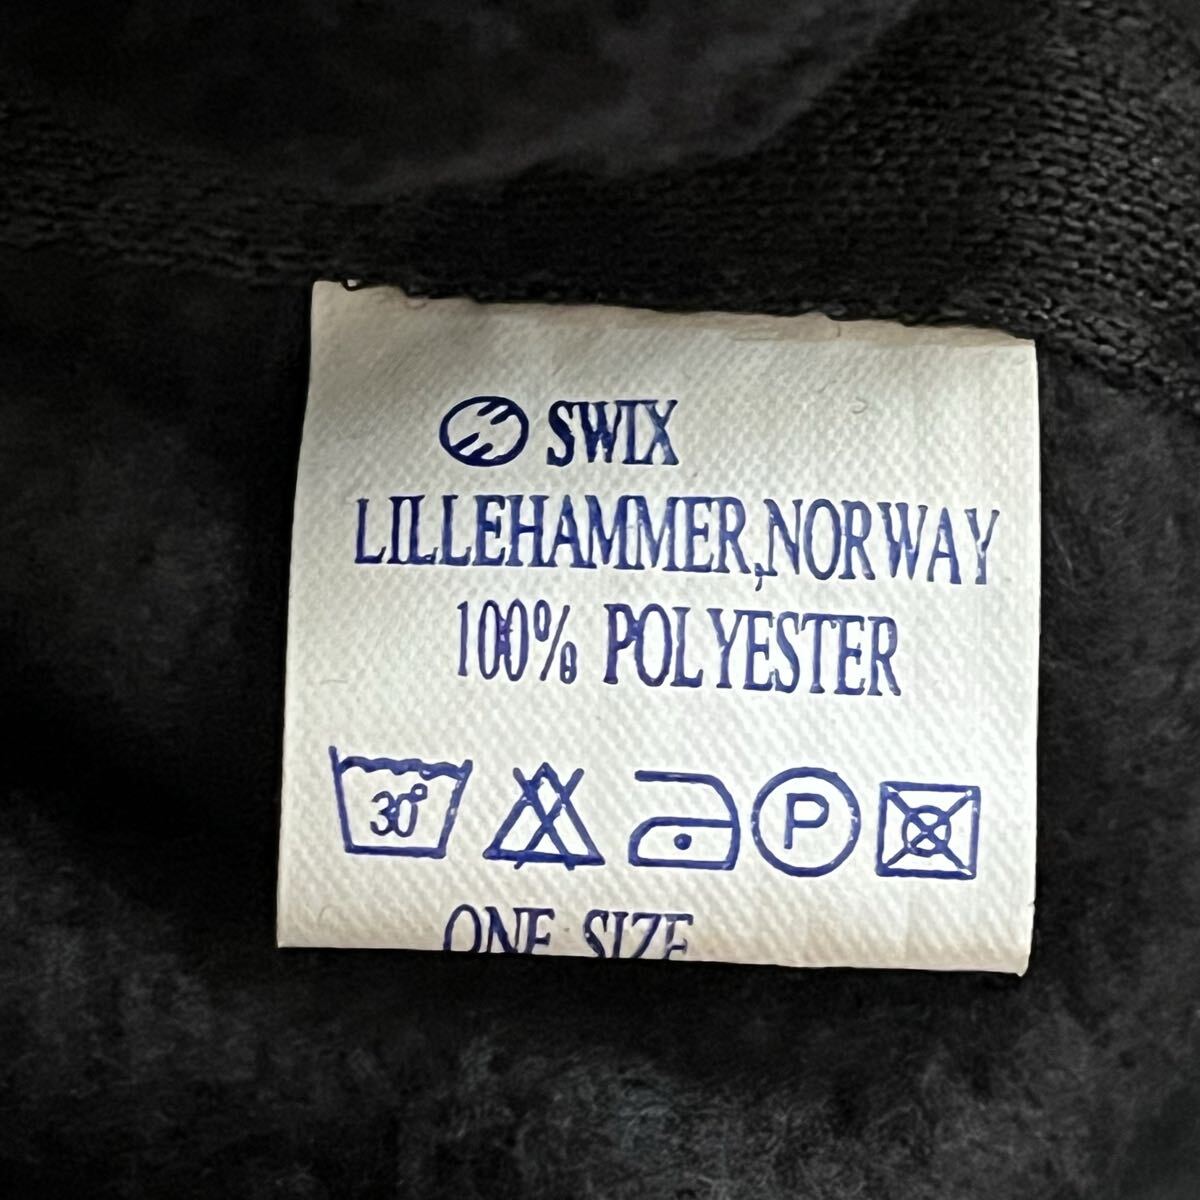 SWIX
LILLEHAMMER,NORWAY
100% POLYESTER
30° P
ONE SIZE